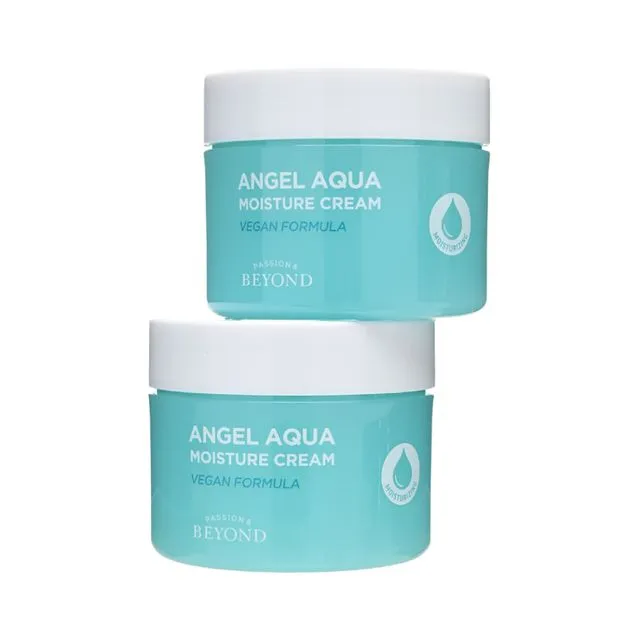 ANGEL AQUA
MOISTURE CREAM
VEGAN FORMULA
MOISTURIZING
PASSION &
BEYOND
ANGEL AQUA
MOISTURE CREAM
VEGAN FORMULA
MOISTURIZING
PASSION &
BEYOND